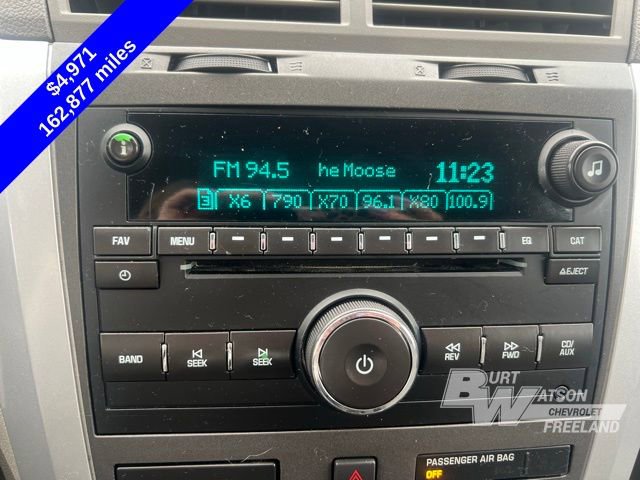 $4,971
162,877 miles
i
FM 94.5 he Moose 11:23
X6 790 X70 96.1 X80 100.9
FAV MENU EQ CAT
EJECT
BAND SEEK SEEK REV FWD CD/AUX
BURT WATSON
CHEVROLET
FREELAND
PASSENGER AIR BAG
OFF